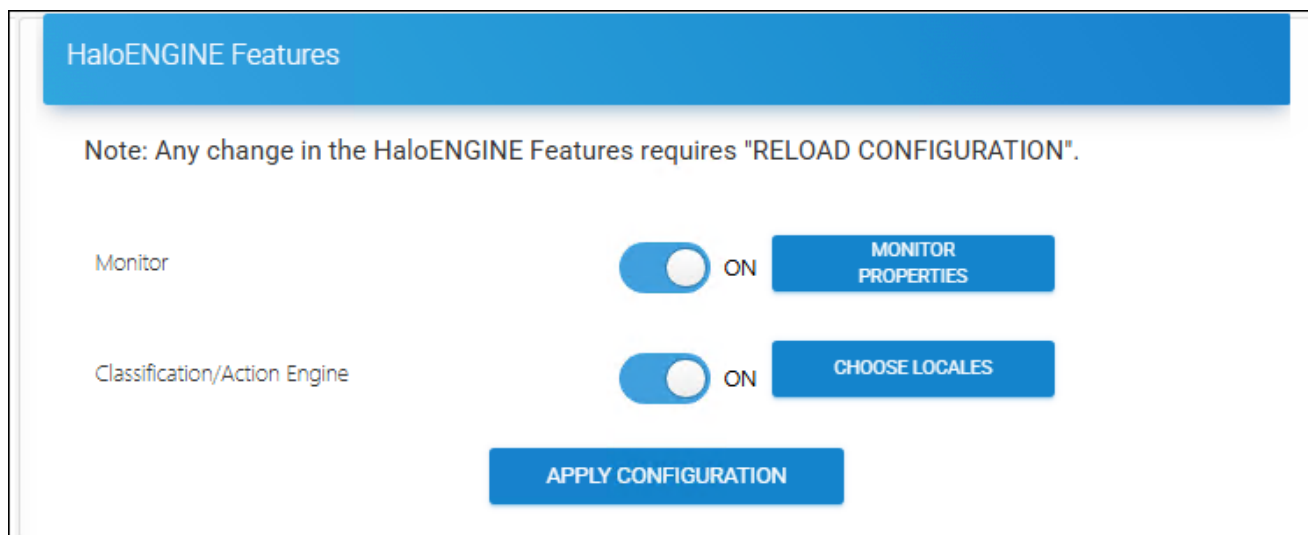 HaloENGINE Features
Note: Any change in the HaloENGINE Features requires "RELOAD CONFIGURATION".
Monitor
ON
MONITOR
PROPERTIES
Classification/Action Engine
ON
CHOOSE LOCALES
APPLY CONFIGURATION